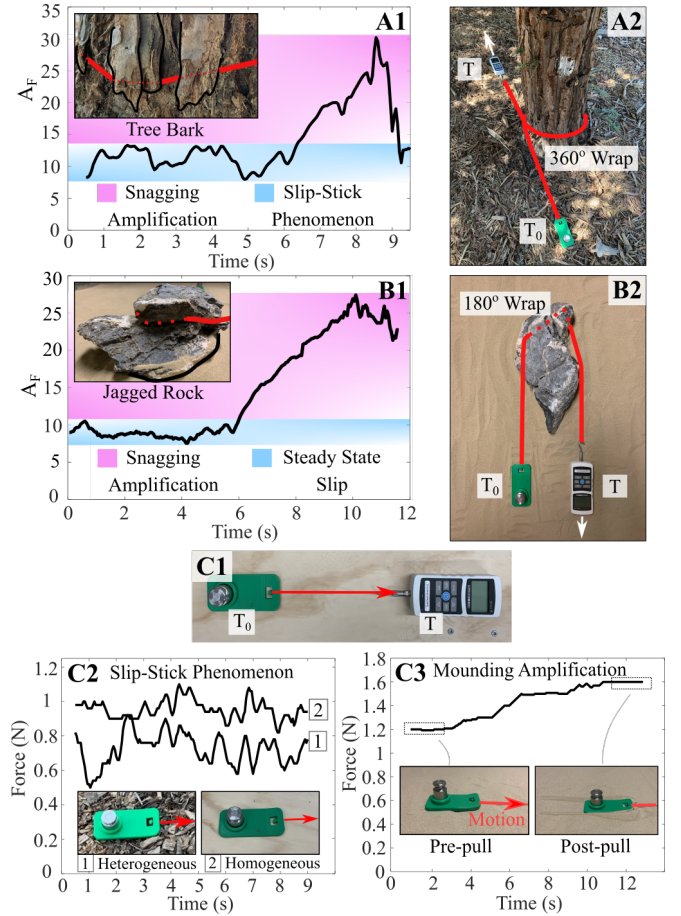 A1
A_F
35
30
25
20
15
10
5
0
Tree Bark
Snagging Amplification
Slip-Stick Phenomenon
0 1 2 3 4 5 6 7 8 9
Time (s)
A2
T
360° Wrap
T₀
B1
A_F
30
25
20
15
10
5
0
Jagged Rock
Snagging Amplification
Steady State Slip
0 2 4 6 8 10 12
Time (s)
B2
180° Wrap
T₀
T
C1
T₀
T
C2 Slip-Stick Phenomenon
Force (N)
1.2
1
0.8
0.6
0.4
0.2
0
2
1
1 Heterogeneous
2 Homogeneous
0 1 2 3 4 5 6 7 8 9
Time (s)
C3 Mounding Amplification
Force (N)
1.8
1.6
1.4
1.2
1
0.8
0.6
0.4
0.2
0
Motion
Pre-pull
Post-pull
0 2 4 6 8 10 12
Time (s)